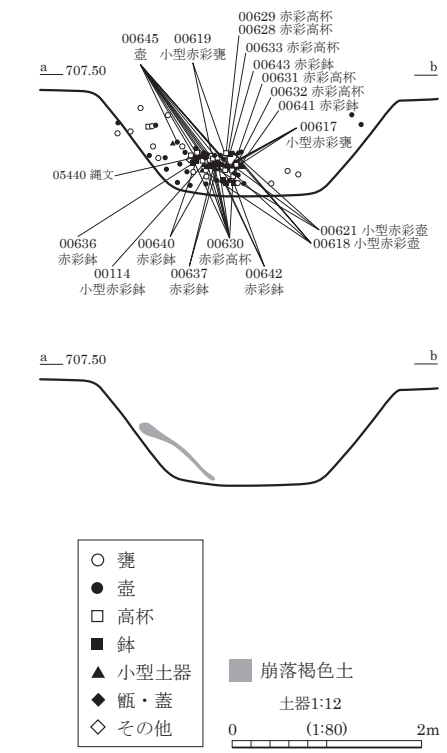 00629 赤彩高杯
00628 赤彩高杯
00645
壺
00619
小型赤彩甕
00633 赤彩高杯
00643 赤彩鉢
00631 赤彩高杯
00632 赤彩高杯
00641 赤彩鉢
a 707.50
b
00617
小型赤彩甕
05440 縄文
00621 小型赤彩壺
00618 小型赤彩壺
00636
赤彩鉢
00640
赤彩鉢
00630
赤彩高杯
00114
小型赤彩鉢
00637
赤彩鉢
00642
赤彩鉢
a 707.50
b
甕
壺
高杯
鉢
小型土器
甑・蓋
その他
崩落褐色土
土器1:12
0 (1:80) 2m